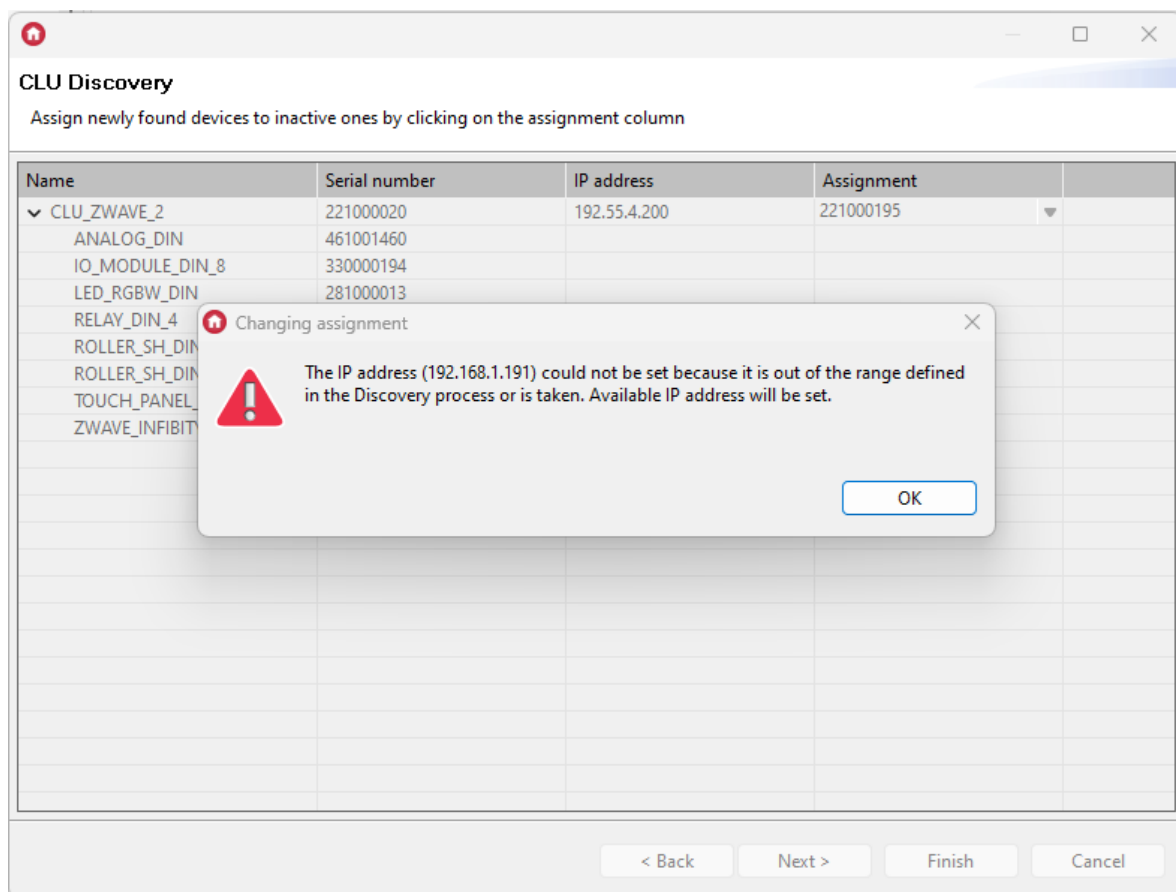 CLU Discovery
Assign newly found devices to inactive ones by clicking on the assignment column
Name Serial number IP address Assignment
CLU_ZWAVE_2 221000020 192.55.4.200 221000195
ANALOG_DIN 461001460
IO_MODULE_DIN_8 330000194
LED_RGBW_DIN 281000013
RELAY_DIN_4
ROLLER_SH_DIN
ROLLER_SH_DIN
TOUCH_PANEL_
ZWAVE_INFIBIT
Changing assignment
The IP address (192.168.1.191) could not be set because it is out of the range defined
in the Discovery process or is taken. Available IP address will be set.
OK
< Back Next > Finish Cancel